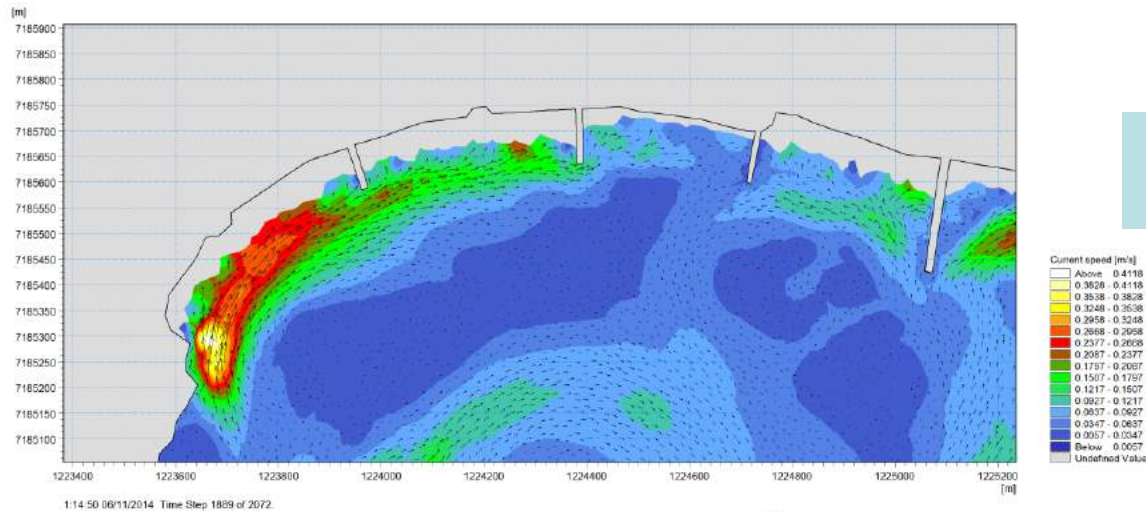 [m]
7185900
7185850
7185800
7185750
7185700
7185650
7185600
7185550
7185500
7185450
7185400
7185350
7185300
7185250
7185200
7185150
7185100
1223400 1223600 1223800 1224000 1224200 1224400 1224600 1224800 1225000 1225200
[m]
1:14:50 06/11/2014 Time Step 1889 of 2072.
Current speed [m/s]
Above 0.4118
0.3828 - 0.4118
0.3538 - 0.3828
0.3248 - 0.3538
0.2958 - 0.3248
0.2668 - 0.2958
0.2377 - 0.2668
0.2087 - 0.2377
0.1797 - 0.2087
0.1507 - 0.1797
0.1217 - 0.1507
0.0927 - 0.1217
0.0637 - 0.0927
0.0347 - 0.0637
0.0057 - 0.0347
Below 0.0057
Undefined Value